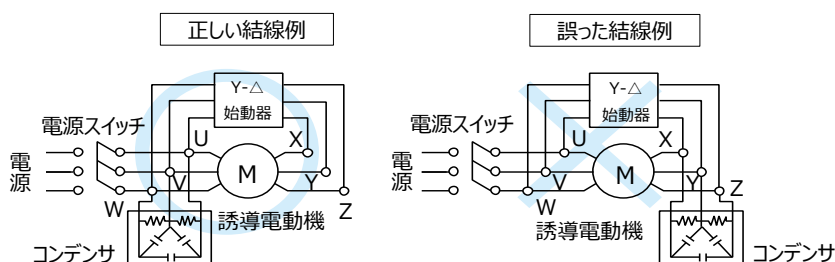 正しい結線例
Y-△
始動器
電源スイッチ
電源
U
V
W
M
X
Y
Z
誘導電動機
コンデンサ
誤った結線例
Y-△
始動器
電源スイッチ
電源
U
V
W
M
X
Y
Z
誘導電動機
コンデンサ